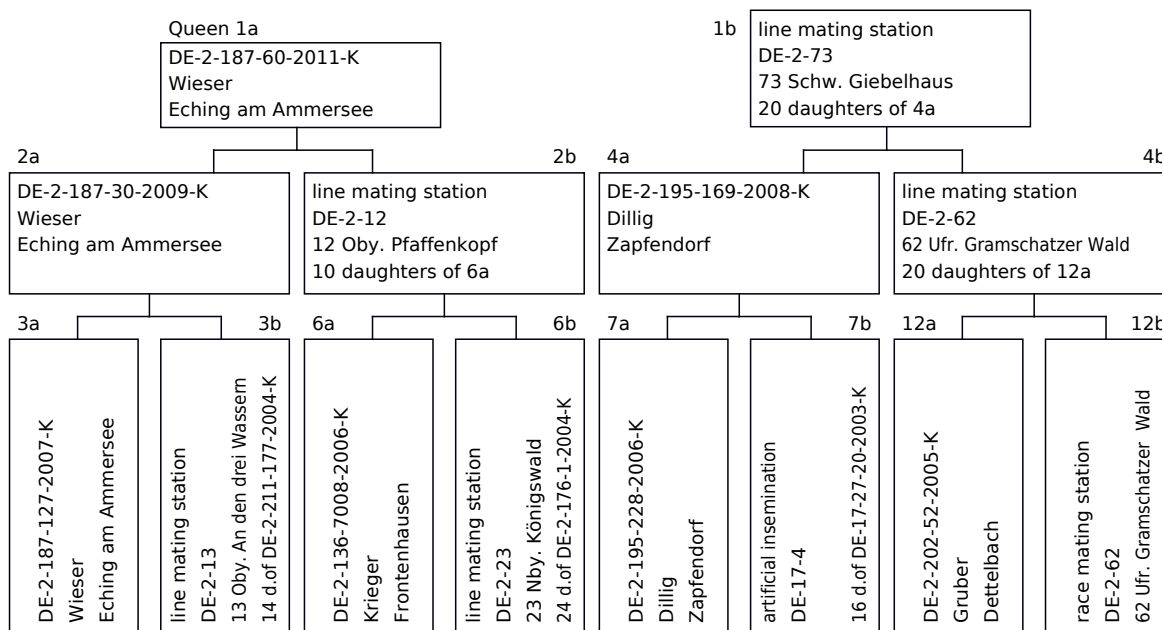 Queen 1a
DE-2-187-60-2011-K
Wieser
Eching am Ammersee
1b
line mating station
DE-2-73
73 Schw. Giebelhaus
20 daughters of 4a
2a
DE-2-187-30-2009-K
Wieser
Eching am Ammersee
2b
line mating station
DE-2-12
12 Oby. Pfaffenkopf
10 daughters of 6a
4a
DE-2-195-169-2008-K
Dillig
Zapfendorf
4b
line mating station
DE-2-62
62 Ufr. Gramschatzer Wald
20 daughters of 12a
3a
DE-2-187-127-2007-K
Wieser
Eching am Ammersee
3b
line mating station
DE-2-13
13 Oby. An den drei Wassern
14 d.of DE-2-211-177-2004-K
6a
DE-2-136-7008-2006-K
Krieger
Frontenhausen
6b
line mating station
DE-2-23
23 Nby. Königswald
24 d.of DE-2-176-1-2004-K
7a
DE-2-195-228-2006-K
Dillig
Zapfendorf
7b
artificial insemination
DE-17-4
16 d.of DE-17-27-20-2003-K
12a
DE-2-202-52-2005-K
Gruber
Dettelbach
12b
race mating station
DE-2-62
62 Ufr. Gramschatzer Wald